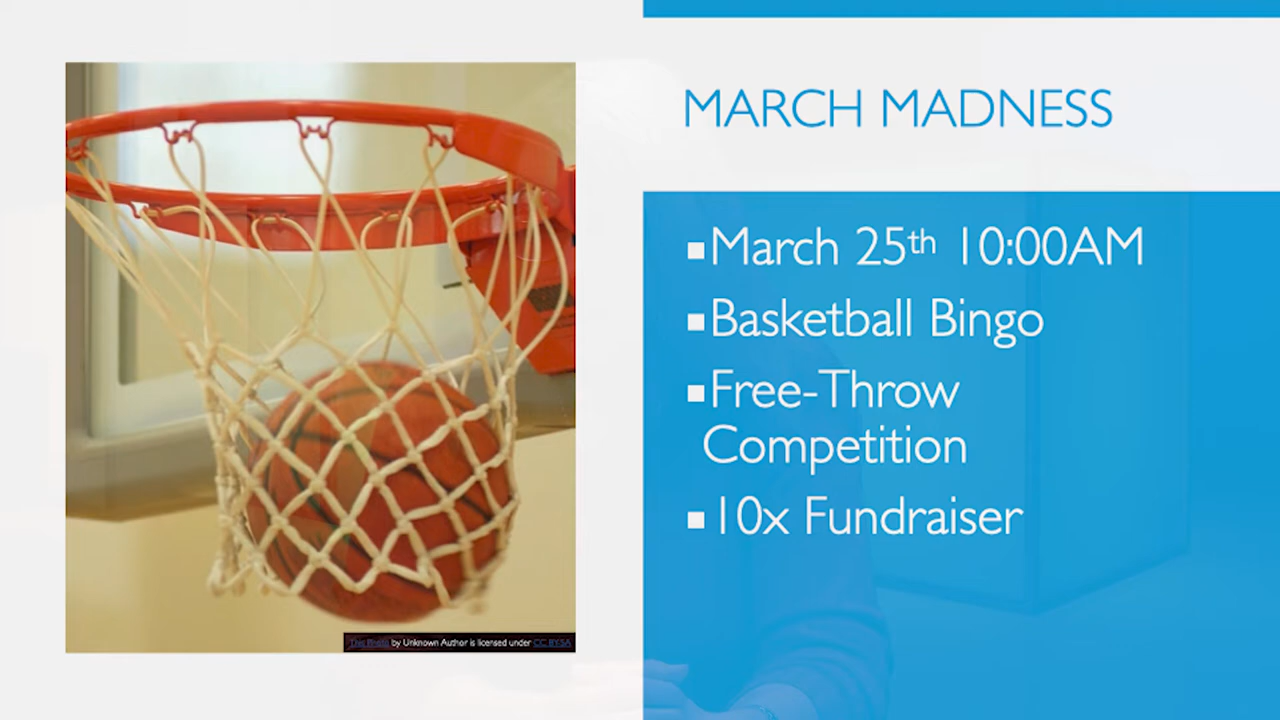 MARCH MADNESS
▪March 25th 10:00AM
▪Basketball Bingo
▪Free-Throw
Competition
▪10x Fundraiser
This Photo by Unknown Author is licensed under CC BY-SA